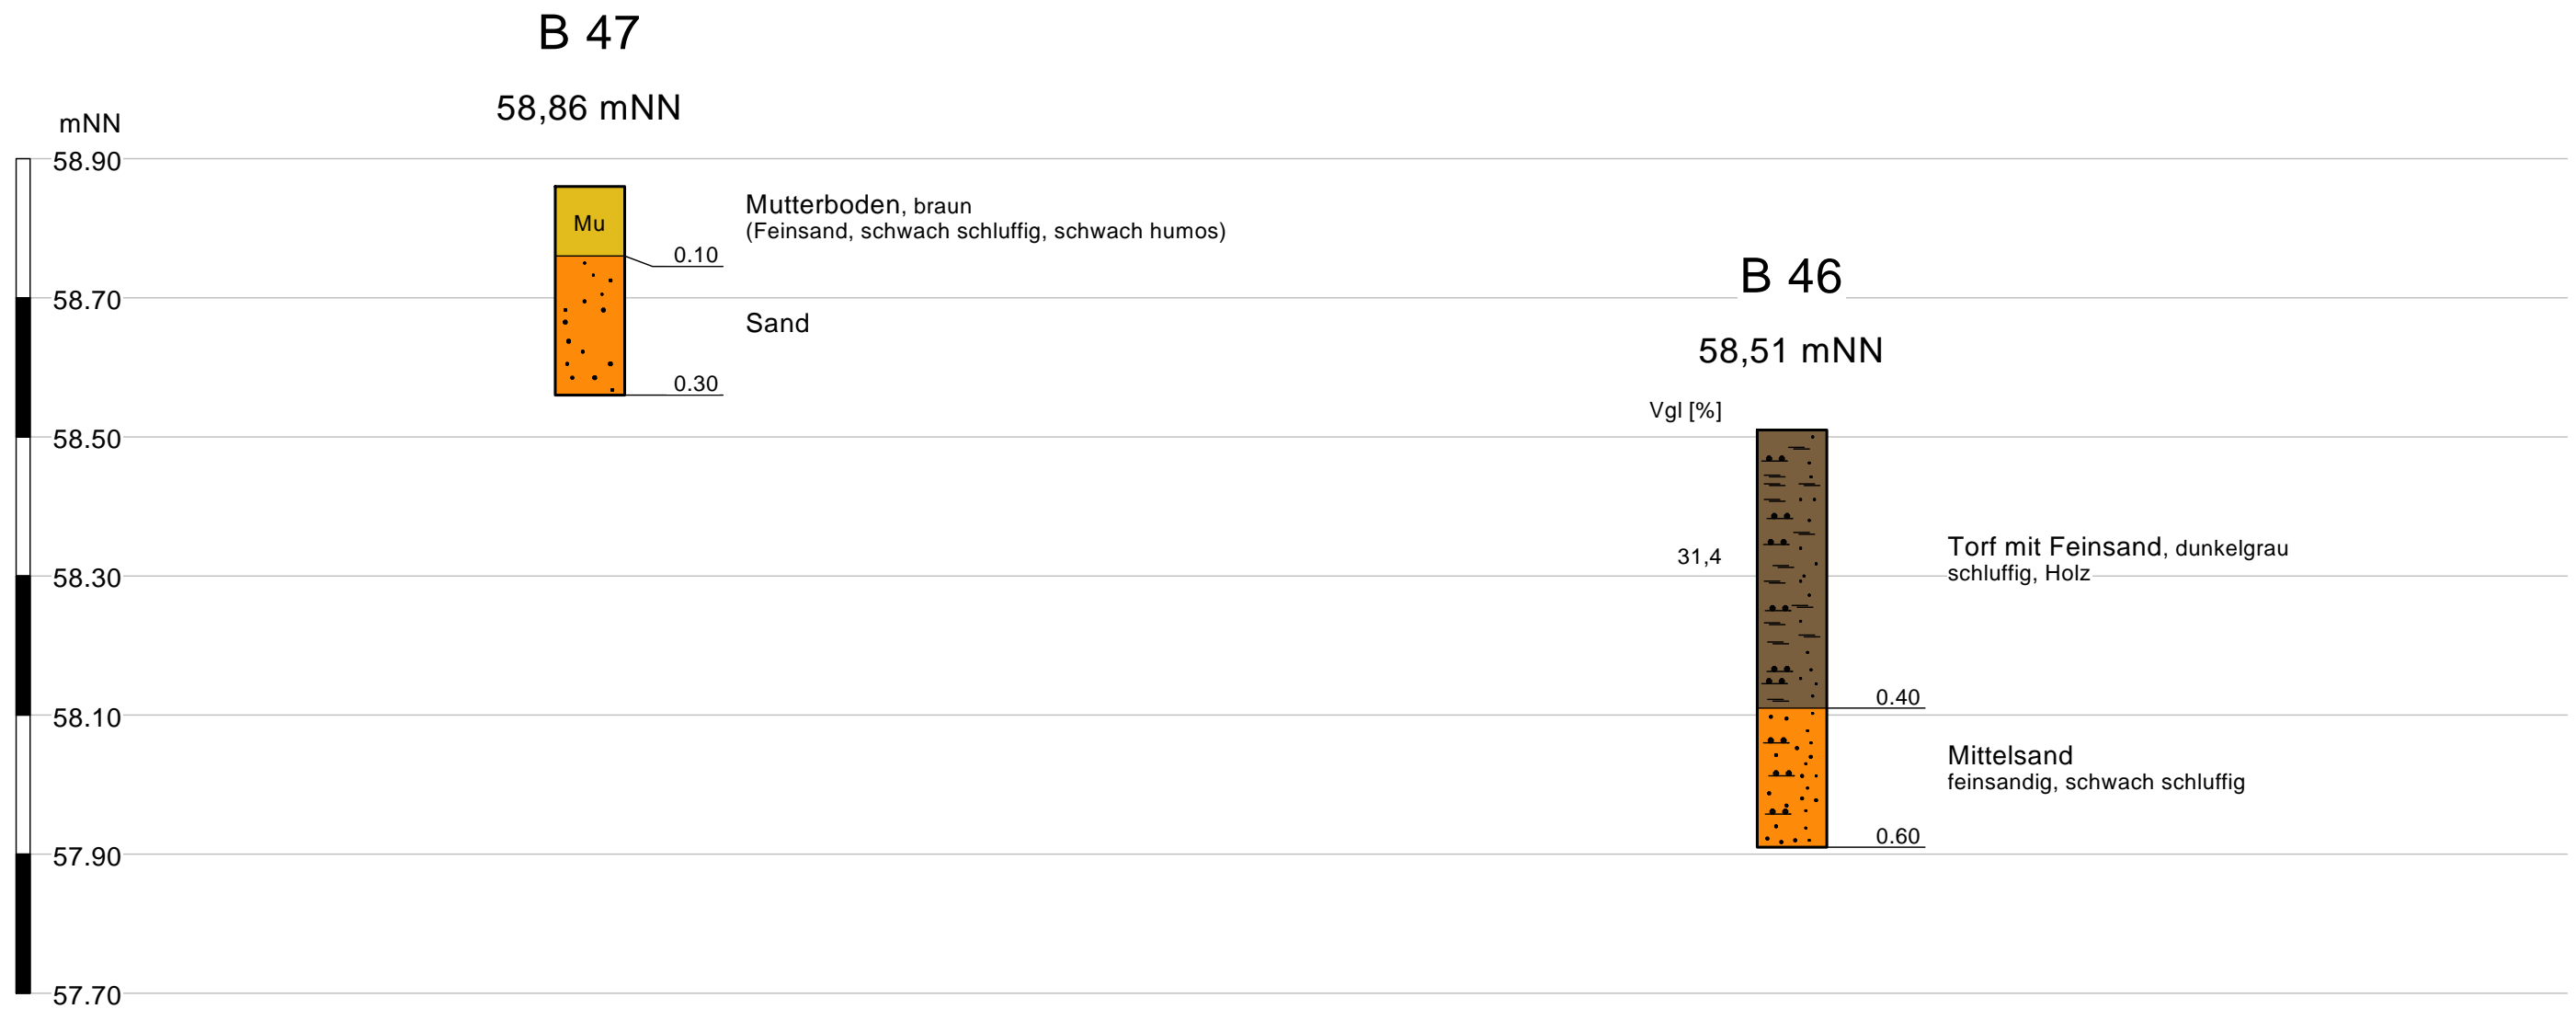 B 47
58,86 mNN
mNN
58.90
58.70
58.50
58.30
58.10
57.90
57.70
Mu
Mutterboden, braun
(Feinsand, schwach schluffig, schwach humos)
0.10
Sand
0.30
B 46
58,51 mNN
Vgl [%]
31,4
Torf mit Feinsand, dunkelgrau
schluffig, Holz
0.40
Mittelsand
feinsandig, schwach schluffig
0.60